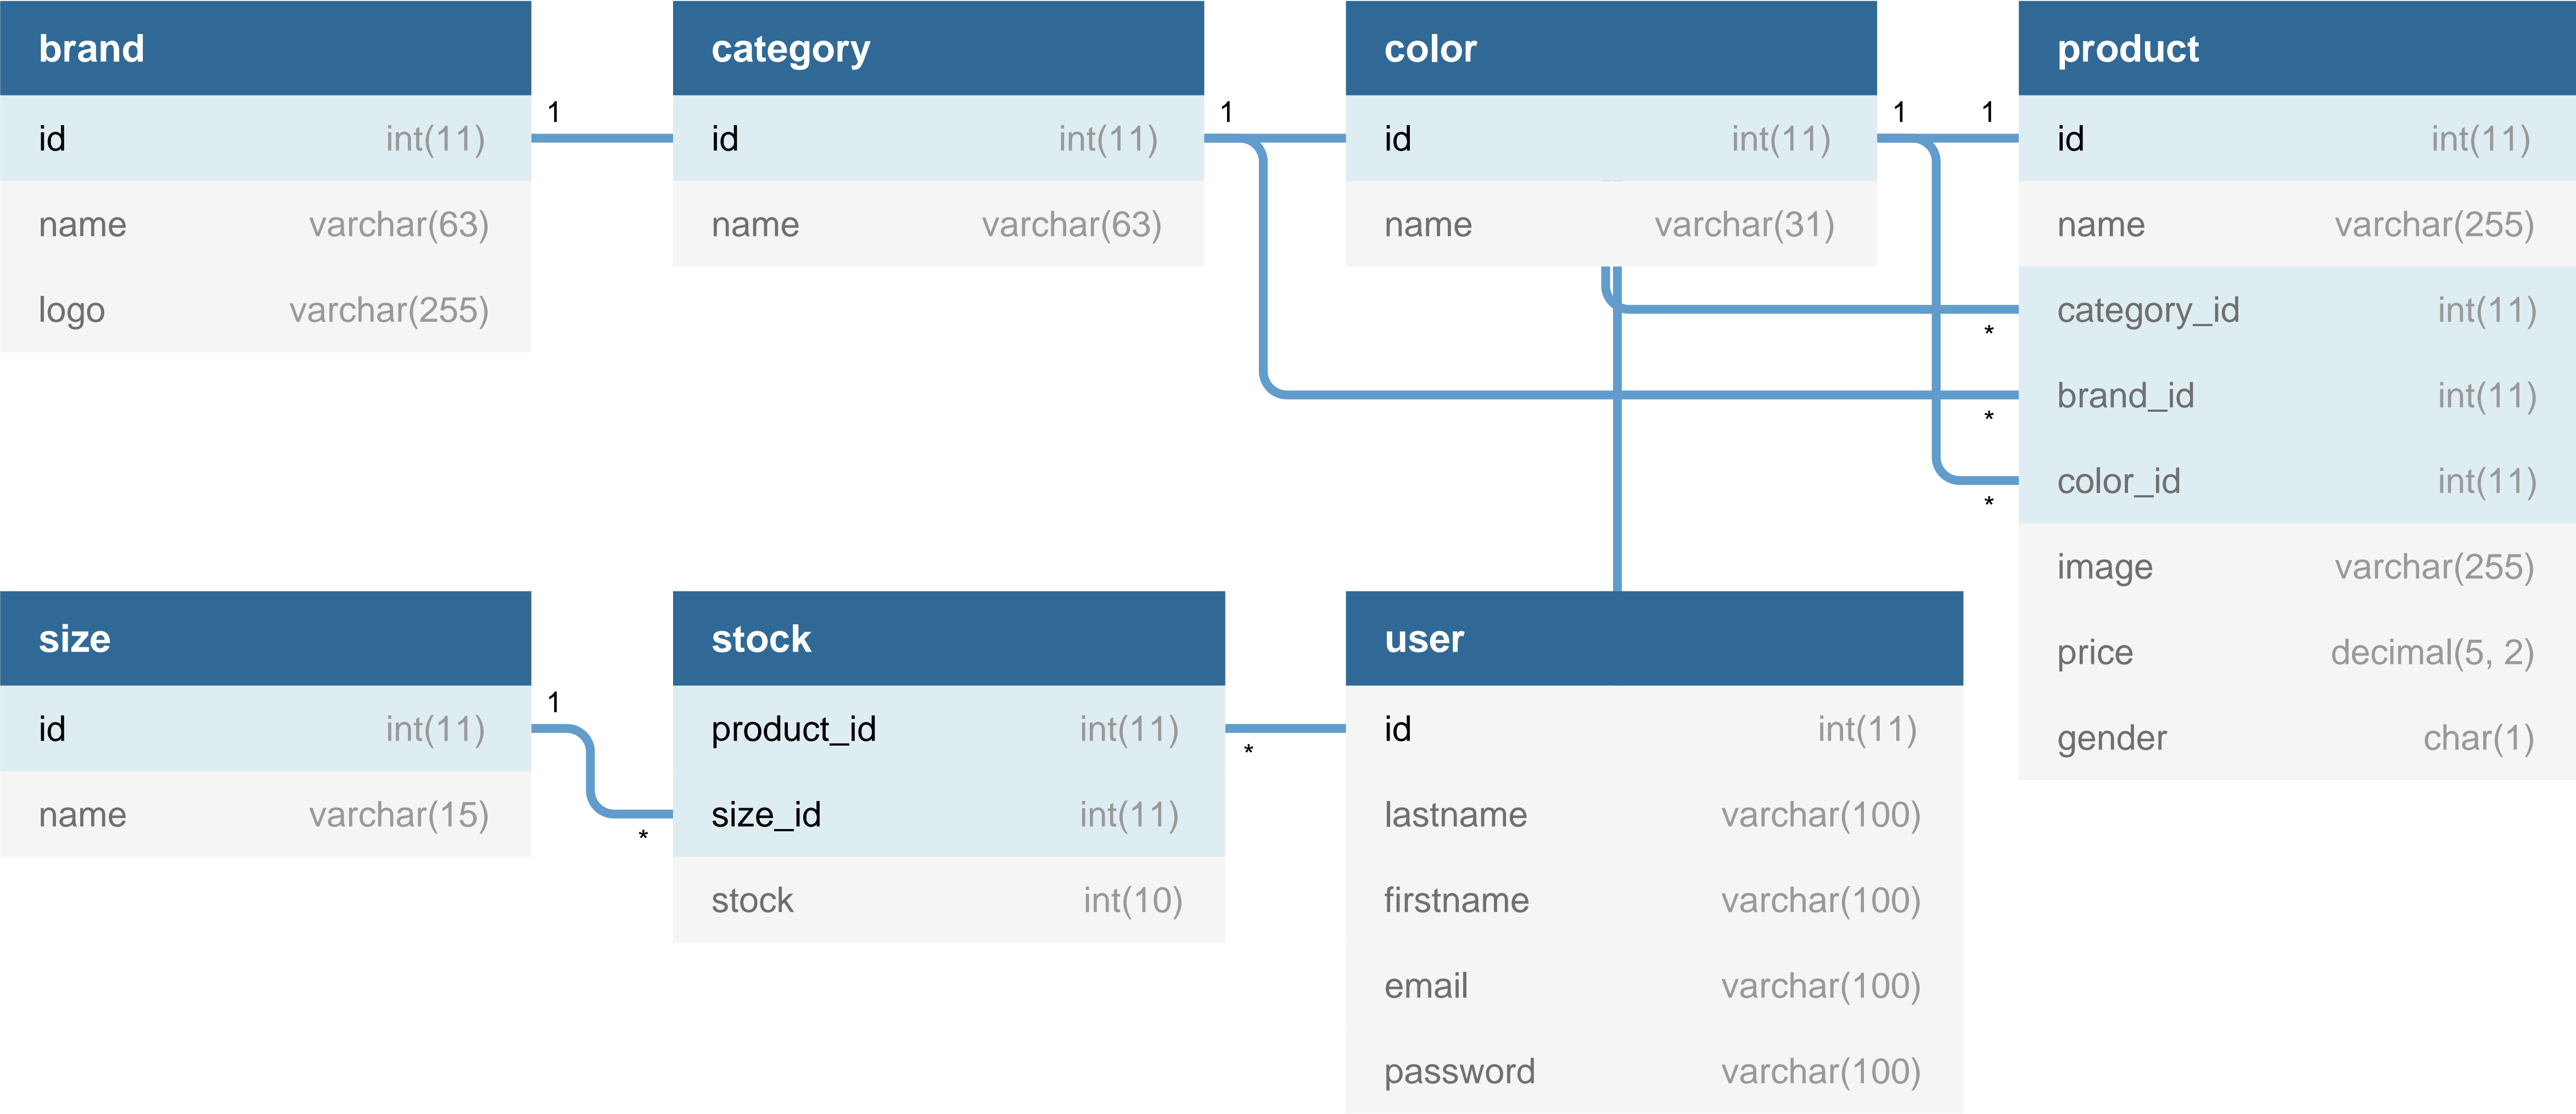 brand
id int(11)
name varchar(63)
logo varchar(255)
1
category
id int(11)
name varchar(63)
1
color
id int(11)
name varchar(31)
1
1
product
id int(11)
name varchar(255)
category_id int(11)
*
brand_id int(11)
*
color_id int(11)
*
image varchar(255)
price decimal(5, 2)
gender char(1)
size
id int(11)
name varchar(15)
1
*
stock
product_id int(11)
size_id int(11)
stock int(10)
*
user
id int(11)
lastname varchar(100)
firstname varchar(100)
email varchar(100)
password varchar(100)